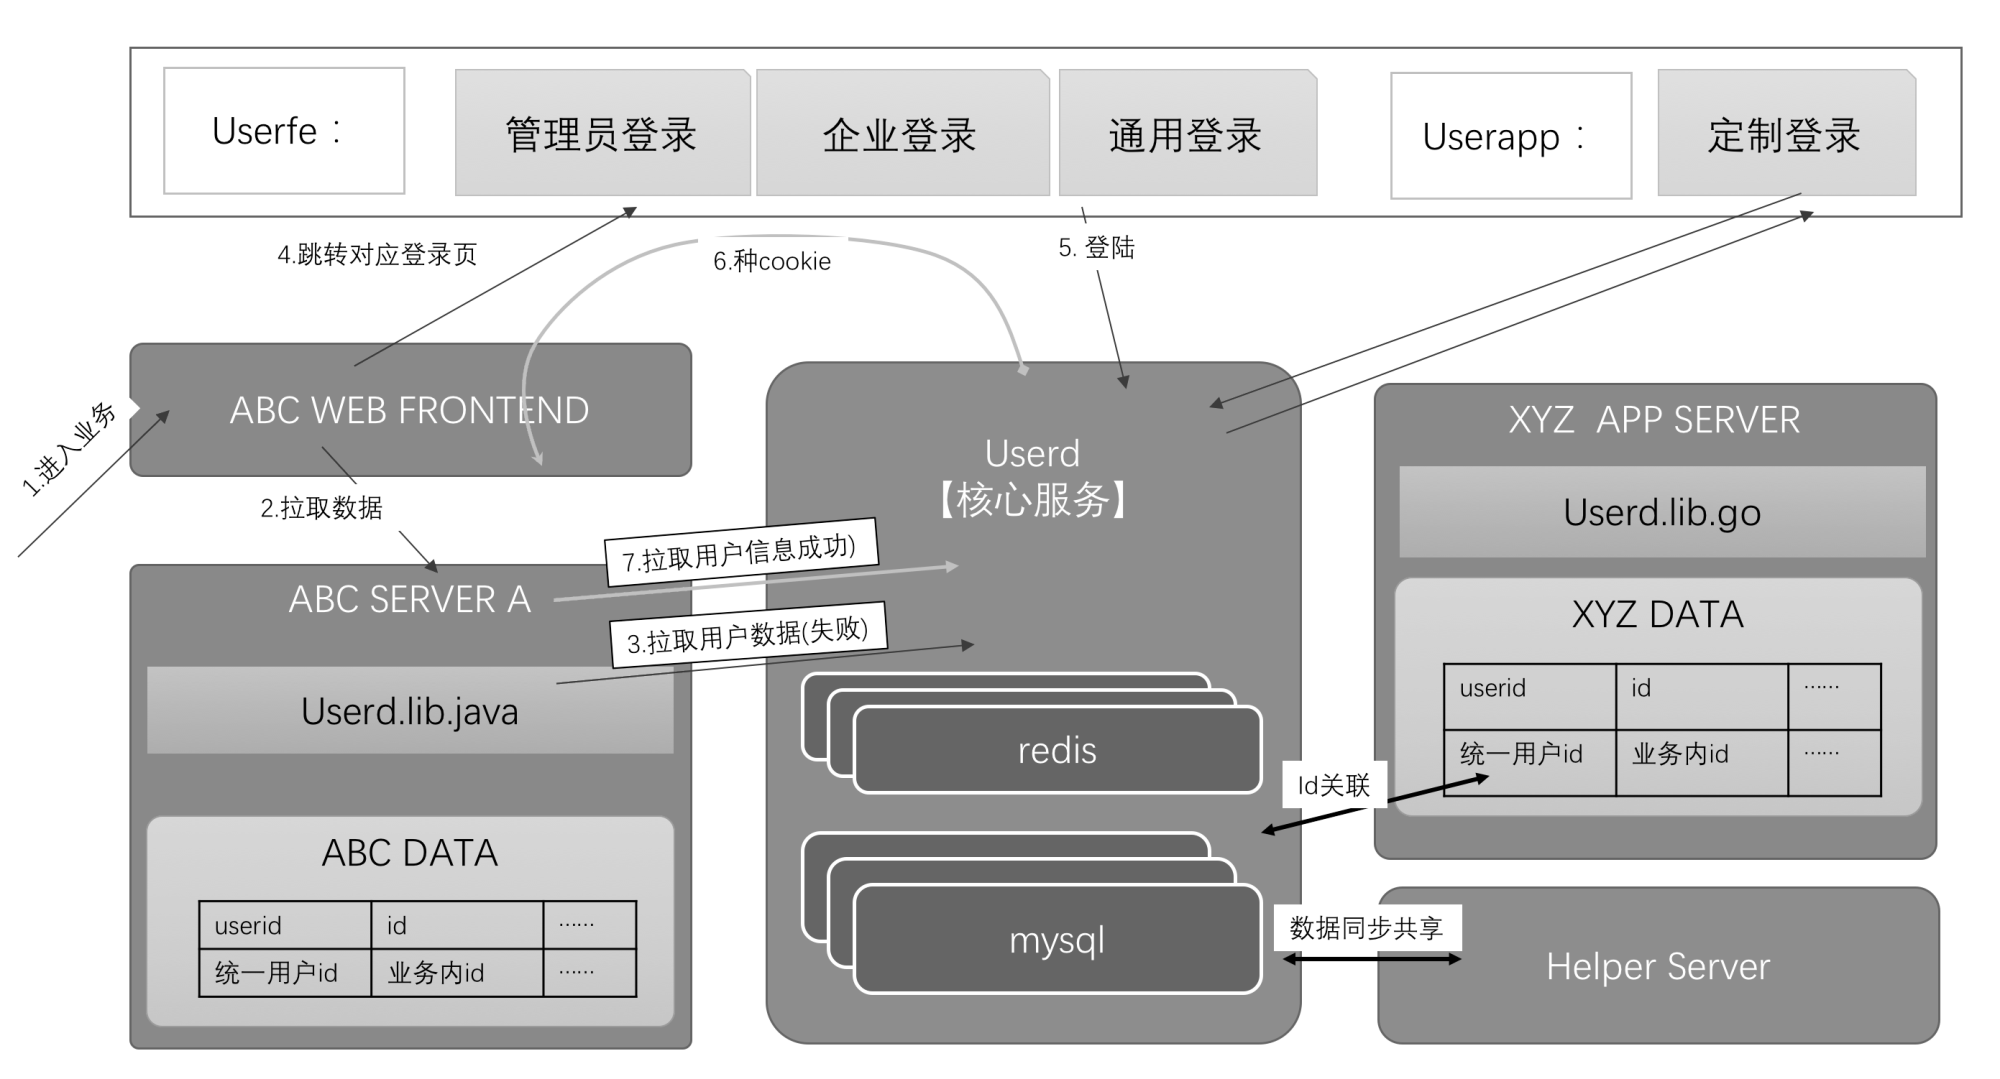 Userfe：
管理员登录
企业登录
通用登录
Userapp：
定制登录
4.跳转对应登录页
6.种cookie
5. 登陆
1.进入业务
ABC WEB FRONTEND
2.拉取数据
Userd
【核心服务】
7.拉取用户信息成功)
3.拉取用户数据(失败)
ABC SERVER A
Userd.lib.java
ABC DATA
userid id ……
统一用户id 业务内id ……
redis
mysql
XYZ APP SERVER
Userd.lib.go
XYZ DATA
userid id ……
统一用户id 业务内id ……
Id关联
数据同步共享
Helper Server